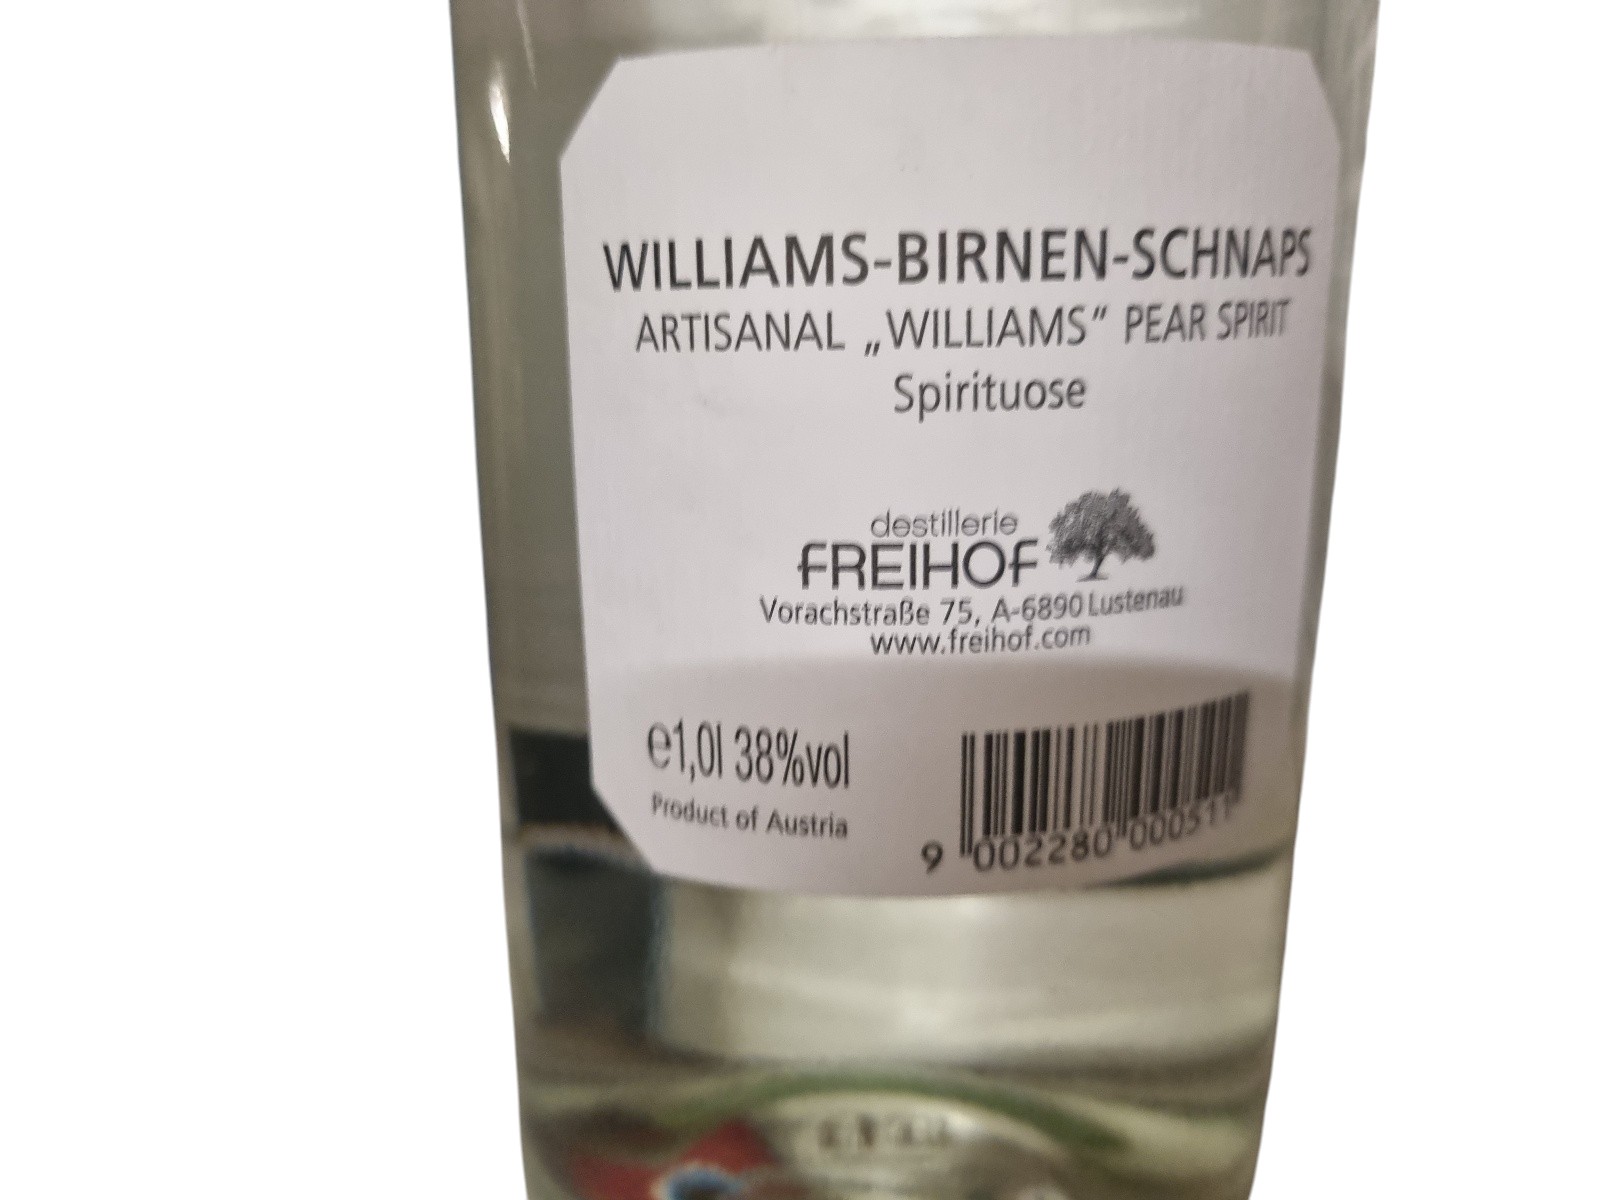 WILLIAMS-BIRNEN-SCHNAPS
ARTISANAL „WILLIAMS“ PEAR SPIRIT
Spirituose
destillerie
FREIHOF
Vorachstraße 75, A-6890 Lustenau
www.freihof.com
e1,0l 38%vol
Product of Austria
9 002280 000511